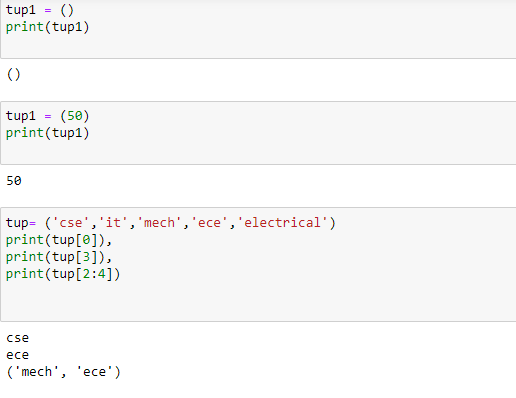 tup1 = ()
print(tup1)
()
tup1 = (50)
print(tup1)
50
tup= ('cse','it','mech','ece','electrical')
print(tup[0]),
print(tup[3]),
print(tup[2:4])
cse
ece
('mech', 'ece')